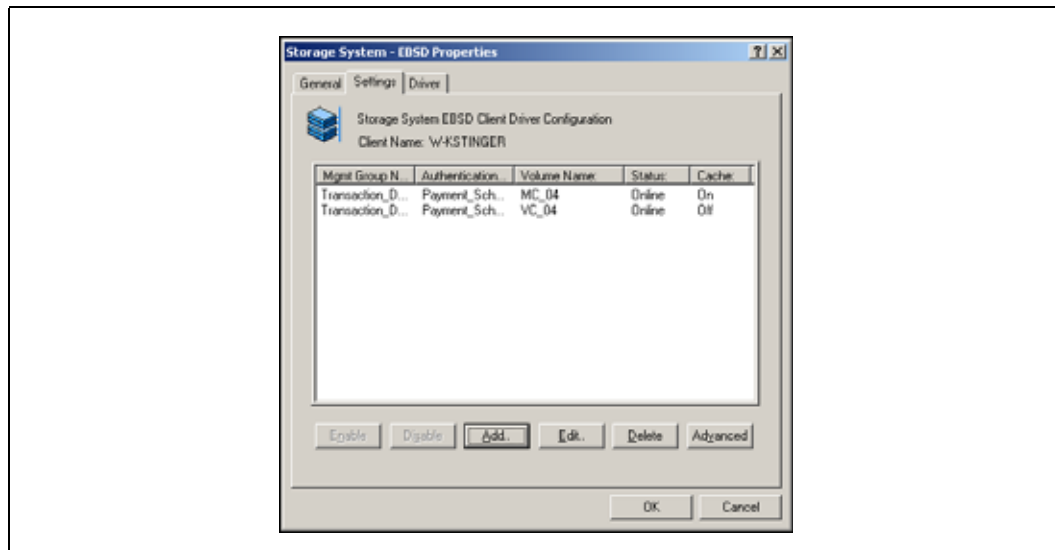 Storage System - EBSD Properties
General Settings Driver
Storage System EBSD Client Driver Configuration
Client Name: W-KSTINGER
Mgmt Group N... Authentication... Volume Name: Status: Cache:
Transaction_D... Payment_Sch... MC_04 Online On
Transaction_D... Payment_Sch... VC_04 Online Off
Enable Disable Add.. Edit.. Delete Advanced
OK Cancel